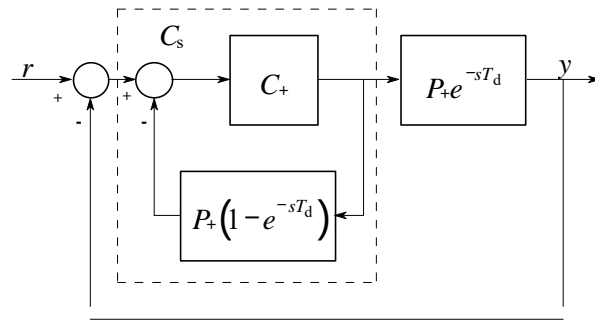 C_s
r
+
-
+
-
C_+
P_+e^{-sT_d}
y
P_+(1-e^{-sT_d})